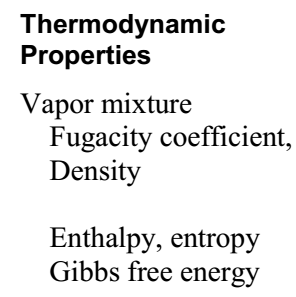 Thermodynamic
Properties
Vapor mixture
Fugacity coefficient,
Density
Enthalpy, entropy
Gibbs free energy